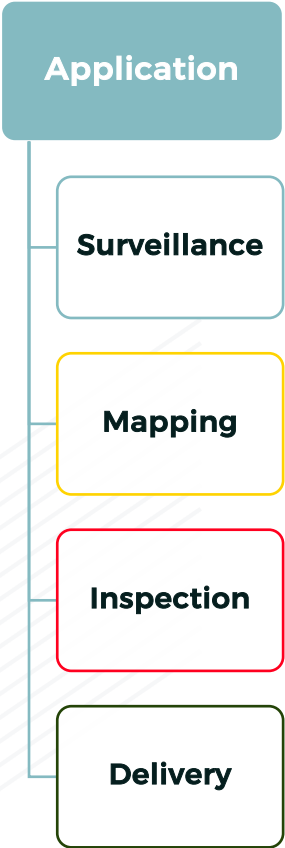 Application
Surveillance
Mapping
Inspection
Delivery